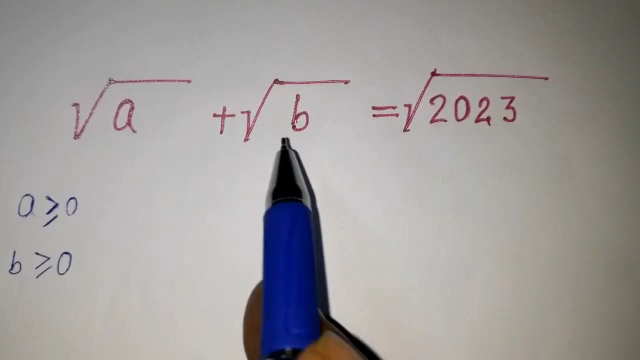 √a + √b = √2023
a ≥ 0
b ≥ 0